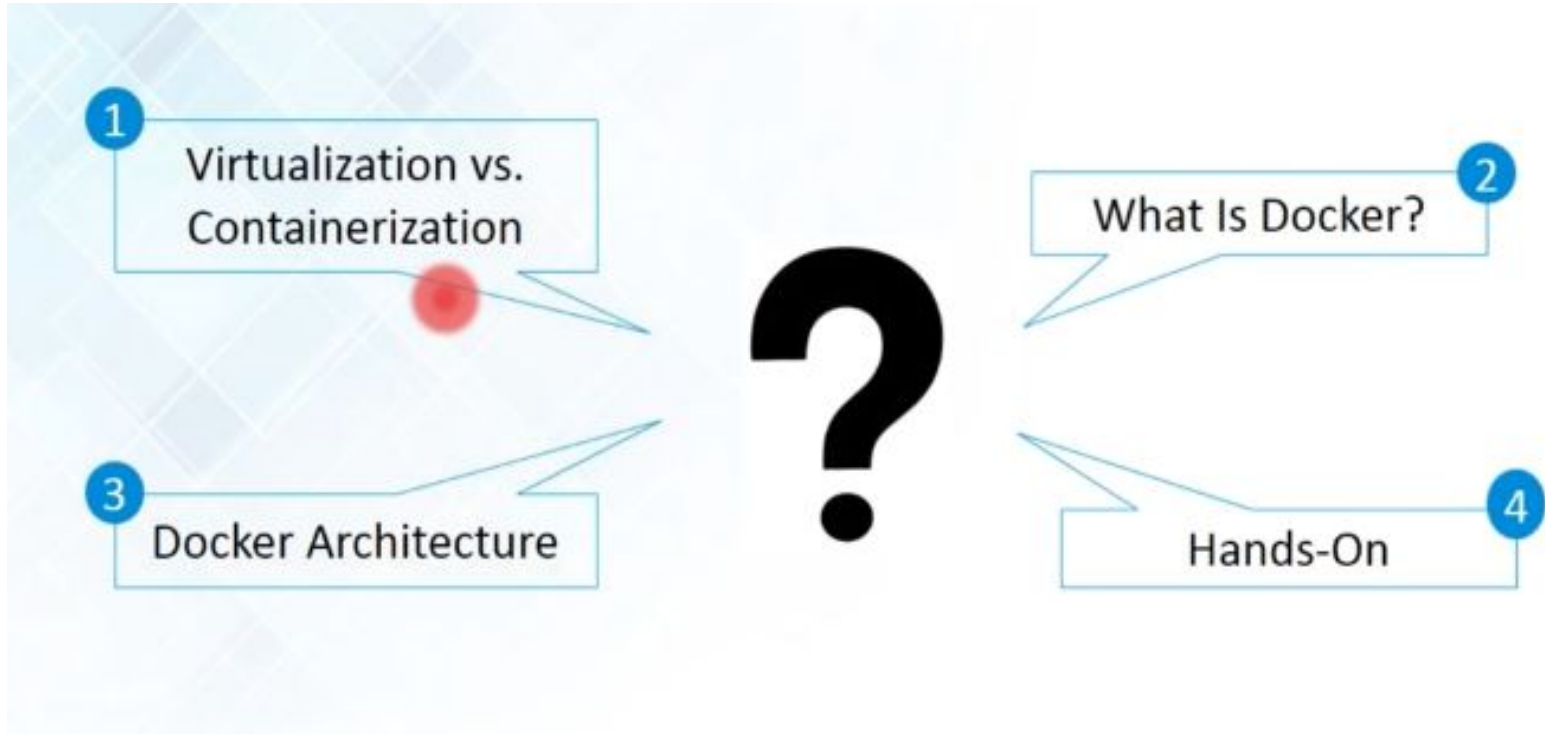 1
Virtualization vs.
Containerization
2
What Is Docker?
?
3
Docker Architecture
4
Hands-On